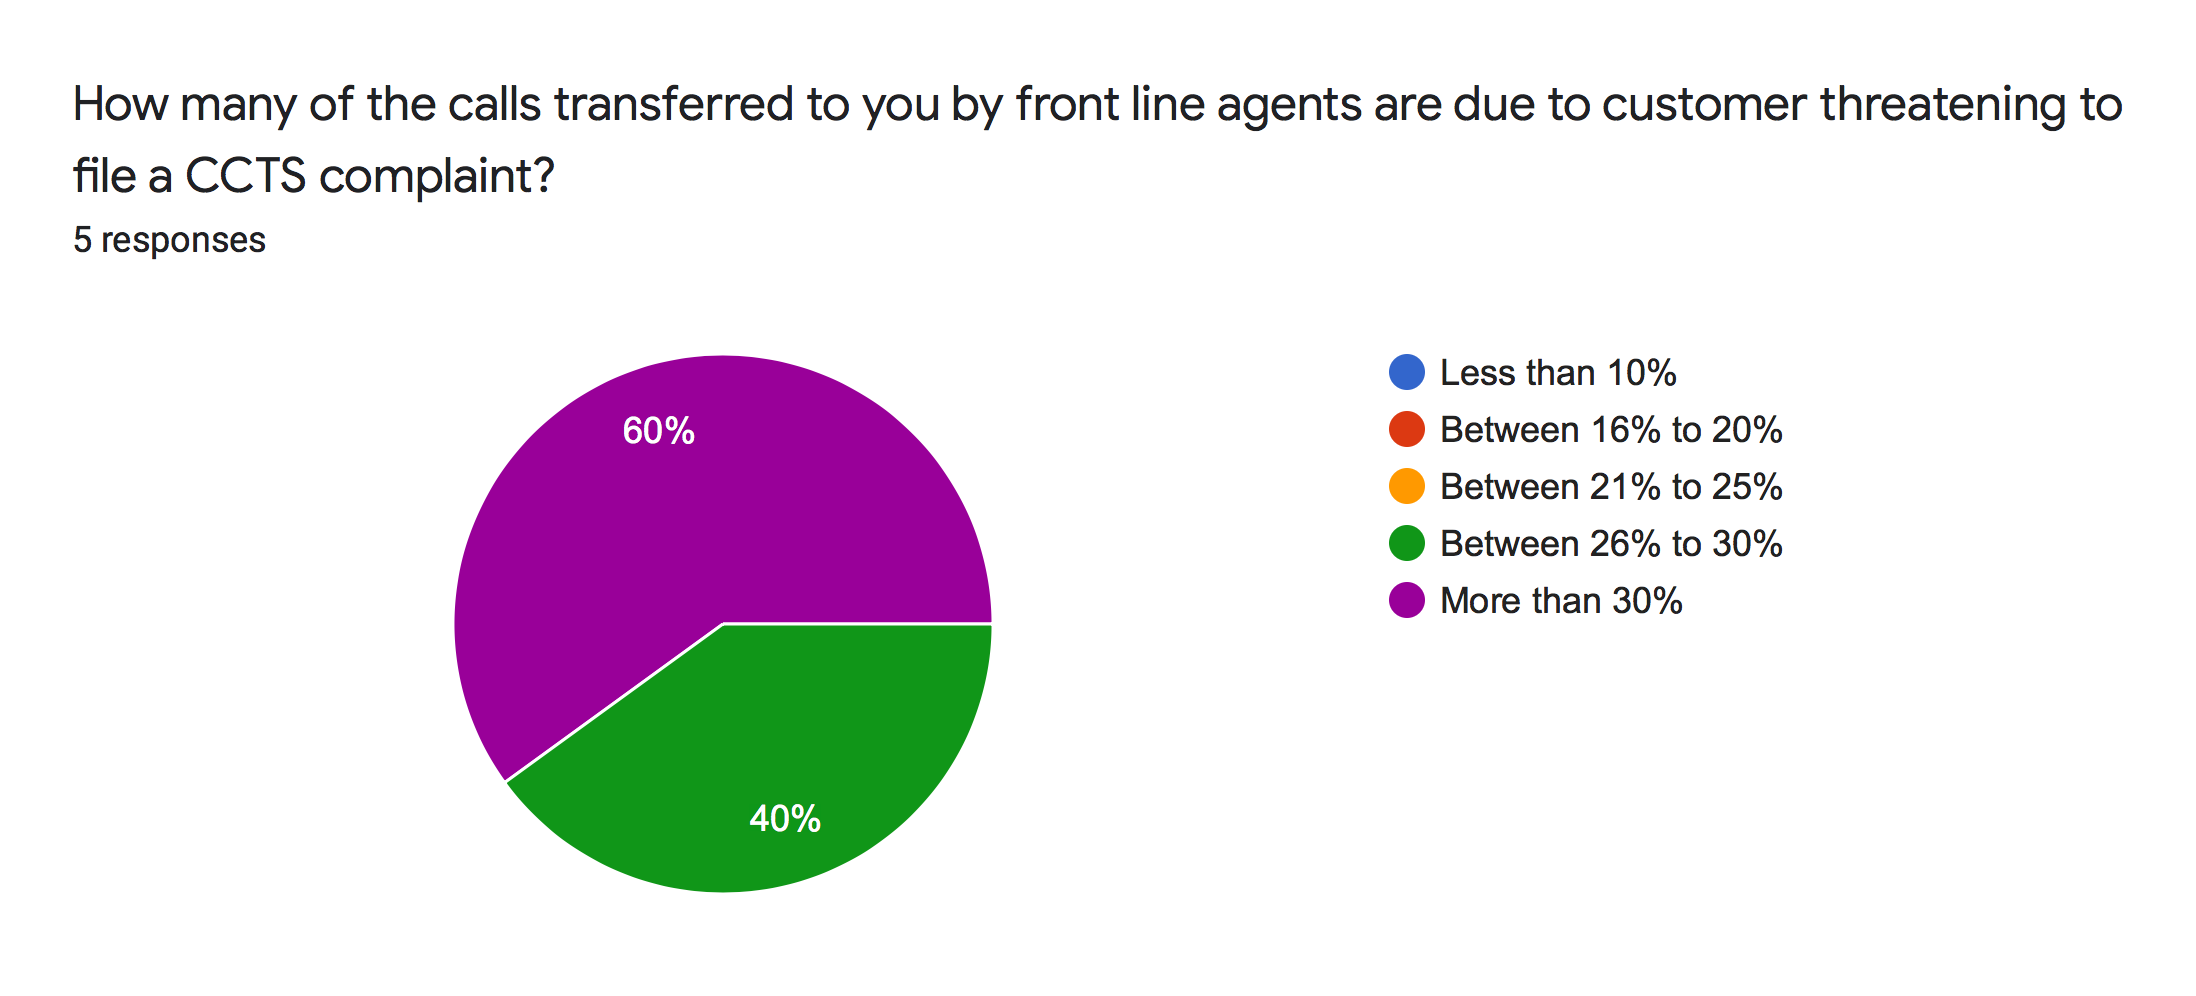 How many of the calls transferred to you by front line agents are due to customer threatening to
file a CCTS complaint?
5 responses
60%
40%
Less than 10%
Between 16% to 20%
Between 21% to 25%
Between 26% to 30%
More than 30%